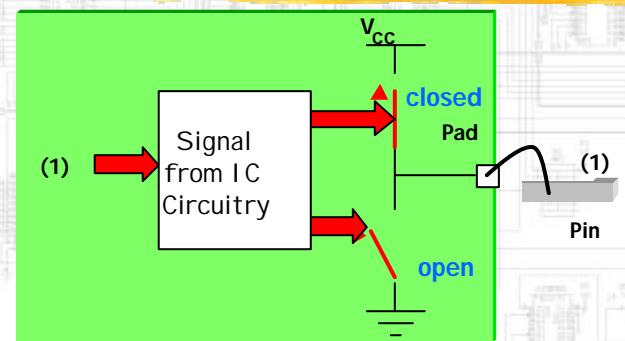 Vcc
closed
Pad
Signal
from IC
Circuitry
(1)
(1)
Pin
open